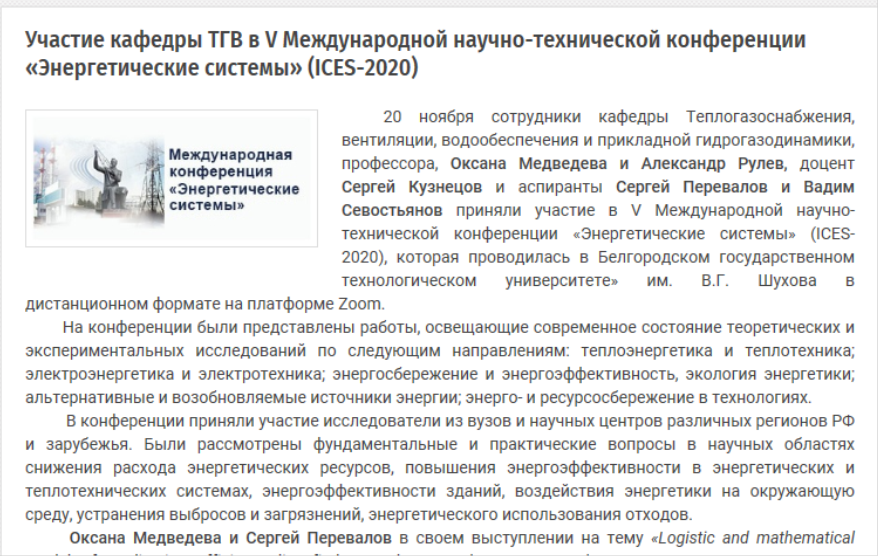 Участие кафедры ТГВ в V Международной научно-технической конференции
«Энергетические системы» (ICES-2020)
Международная
конференция
«Энергетические
системы»
20 ноября сотрудники кафедры Теплогазоснабжения,
вентиляции, водообеспечения и прикладной гидрогазодинамики,
профессора, Оксана Медведева и Александр Рулев, доцент
Сергей Кузнецов и аспиранты Сергей Перевалов и Вадим
Севостьянов приняли участие в V Международной научно-
технической конференции «Энергетические системы» (ICES-
2020), которая проводилась в Белгородском государственном
технологическом университете» им. В.Г. Шухова в
дистанционном формате на платформе Zoom.
На конференции были представлены работы, освещающие современное состояние теоретических и
экспериментальных исследований по следующим направлениям: теплоэнергетика и теплотехника;
электроэнергетика и электротехника; энергосбережение и энергоэффективность, экология энергетики;
альтернативные и возобновляемые источники энергии; энерго- и ресурсосбережение в технологиях.
В конференции приняли участие исследователи из вузов и научных центров различных регионов РФ
и зарубежья. Были рассмотрены фундаментальные и практические вопросы в научных областях
снижения расхода энергетических ресурсов, повышения энергоэффективности в энергетических и
теплотехнических системах, энергоэффективности зданий, воздействия энергетики на окружающую
среду, устранения выбросов и загрязнений, энергетического использования отходов.
Оксана Медведева и Сергей Перевалов в своем выступлении на тему «Logistic and mathematical